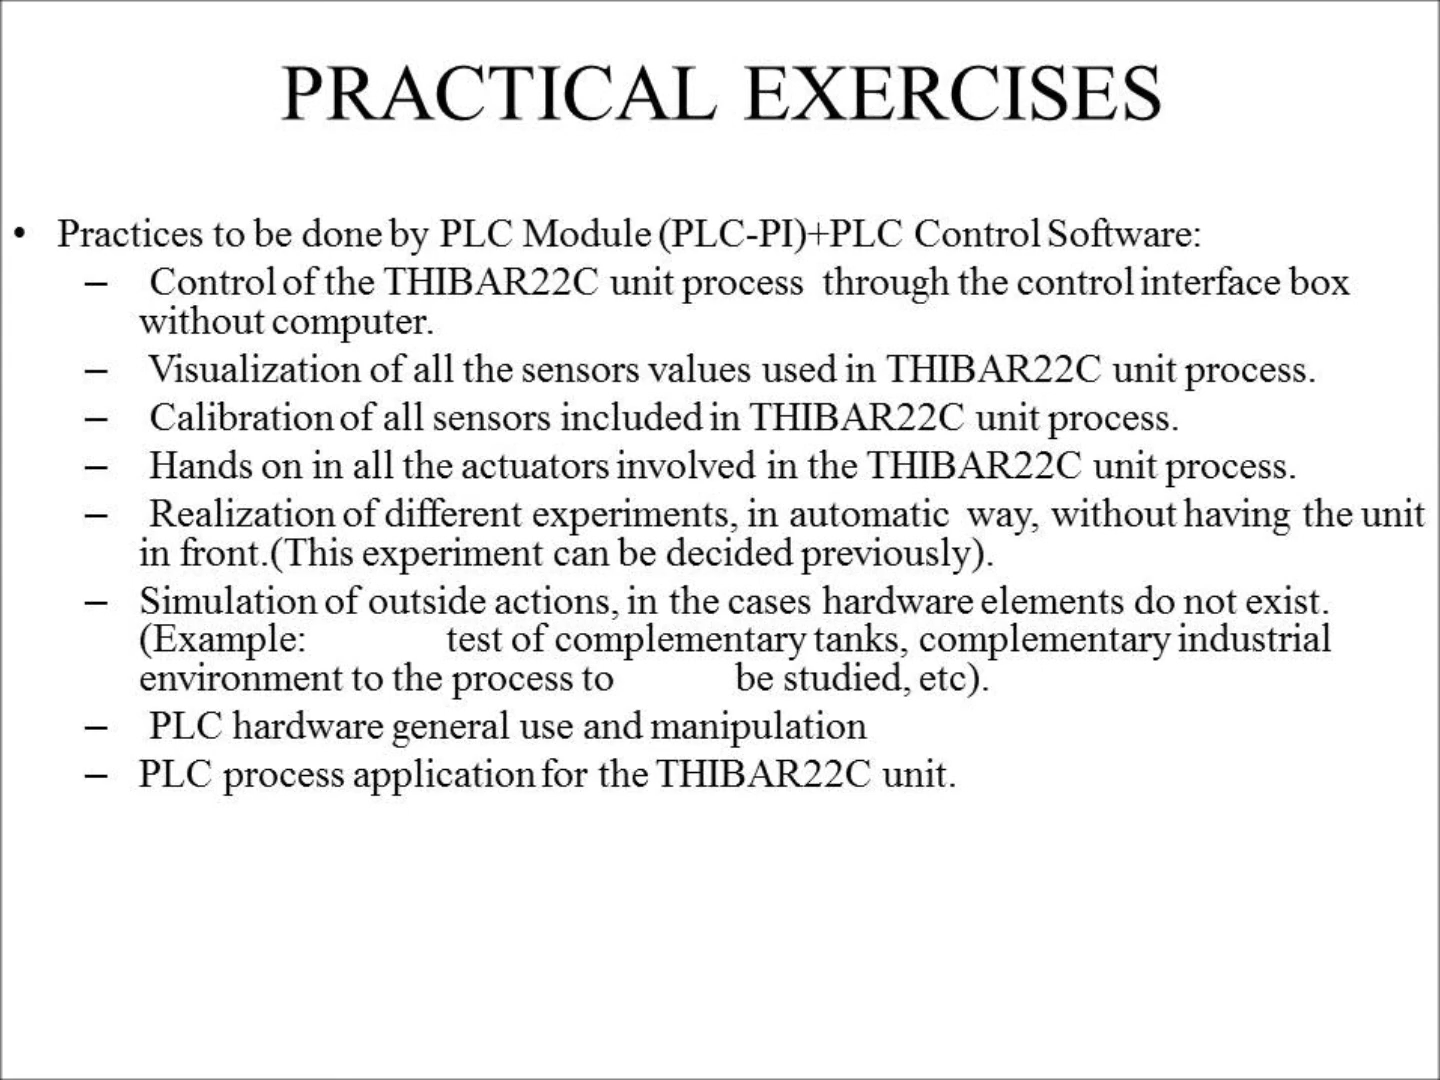 PRACTICAL EXERCISES
• Practices to be done by PLC Module (PLC-PI)+PLC Control Software:
– Control of the THIBAR22C unit process through the control interface box
without computer.
– Visualization of all the sensors values used in THIBAR22C unit process.
– Calibration of all sensors included in THIBAR22C unit process.
– Hands on in all the actuators involved in the THIBAR22C unit process.
– Realization of different experiments, in automatic way, without having the unit
in front.(This experiment can be decided previously).
– Simulation of outside actions, in the cases hardware elements do not exist.
(Example: test of complementary tanks, complementary industrial
environment to the process to be studied, etc).
– PLC hardware general use and manipulation
– PLC process application for the THIBAR22C unit.